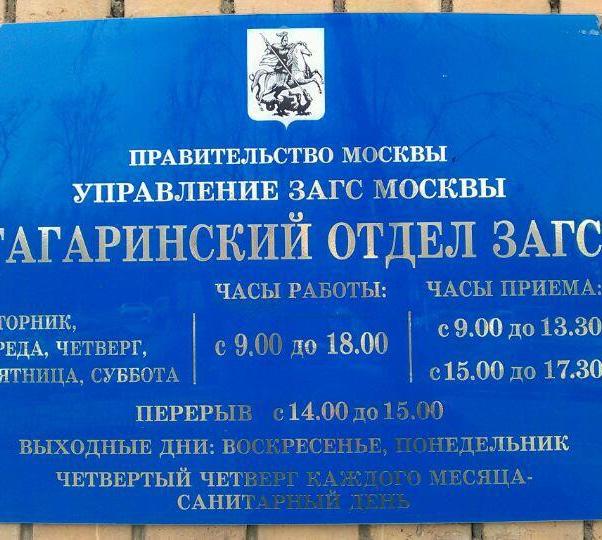 ПРАВИТЕЛЬСТВО МОСКВЫ
УПРАВЛЕНИЕ ЗАГС МОСКВЫ
ГАГАРИНСКИЙ ОТДЕЛ ЗАГС
ЧАСЫ РАБОТЫ: ЧАСЫ ПРИЕМА:
ТОРНИК, с 9.00 до 13.30
РЕДА, ЧЕТВЕРГ, с 9.00 до 18.00
ЯТНИЦА, СУББОТА с 15.00 до 17.30
ПЕРЕРЫВ с 14.00 до 15.00
ВЫХОДНЫЕ ДНИ: ВОСКРЕСЕНЬЕ, ПОНЕДЕЛЬНИК
ЧЕТВЕРТЫЙ ЧЕТВЕРГ КАЖДОГО МЕСЯЦА-
САНИТАРНЫЙ ДЕНЬ